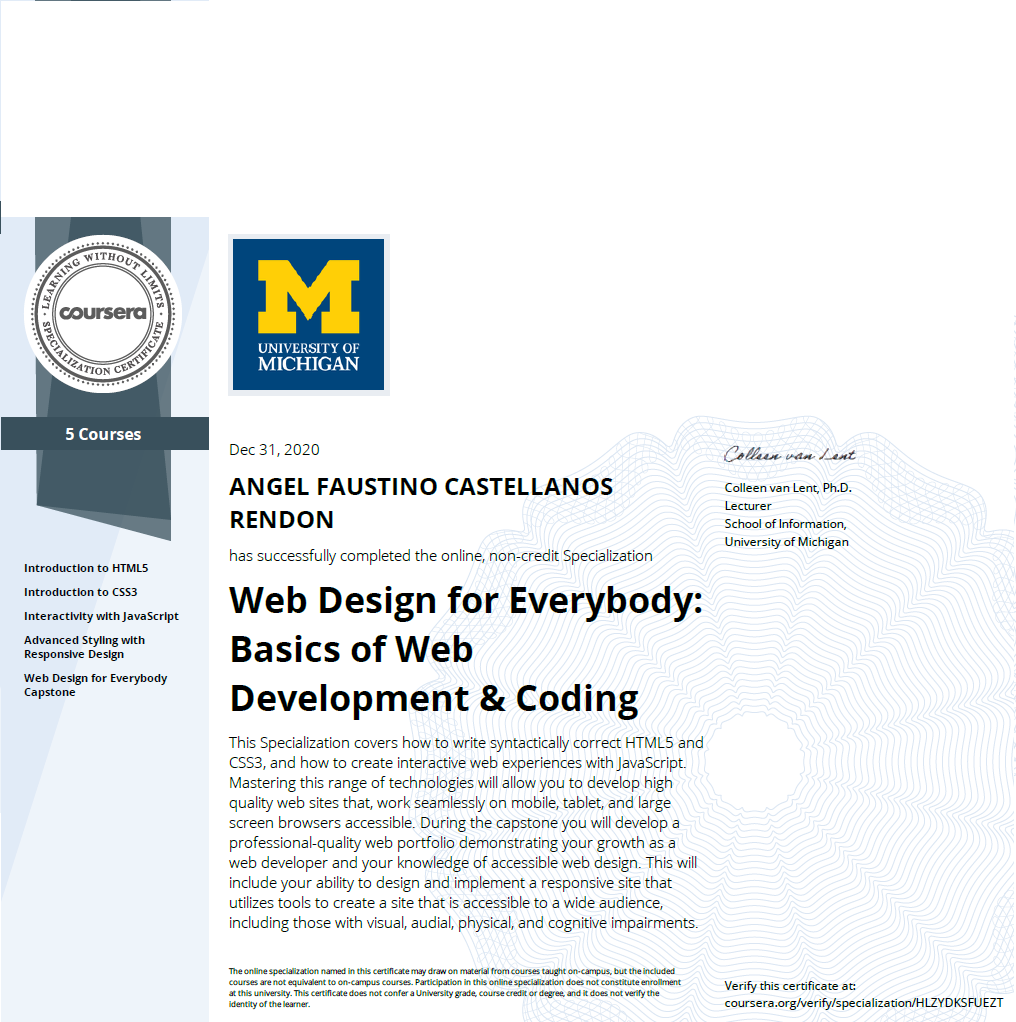 LEARNING WITHOUT LIMITS
coursera
SPECIALIZATION CERTIFICATE
5 Courses
Introduction to HTML5
Introduction to CSS3
Interactivity with JavaScript
Advanced Styling with
Responsive Design
Web Design for Everybody
Capstone
M
UNIVERSITY OF
MICHIGAN
Dec 31, 2020
ANGEL FAUSTINO CASTELLANOS
RENDON
has successfully completed the online, non-credit Specialization
Web Design for Everybody:
Basics of Web
Development & Coding
This Specialization covers how to write syntactically correct HTML5 and
CSS3, and how to create interactive web experiences with JavaScript.
Mastering this range of technologies will allow you to develop high
quality web sites that, work seamlessly on mobile, tablet, and large
screen browsers accessible. During the capstone you will develop a
professional-quality web portfolio demonstrating your growth as a
web developer and your knowledge of accessible web design. This will
include your ability to design and implement a responsive site that
utilizes tools to create a site that is accessible to a wide audience,
including those with visual, audial, physical, and cognitive impairments.
The online specialization named in this certificate may draw on material from courses taught on-campus, but the included
courses are not equivalent to on-campus courses. Participation in this online specialization does not constitute enrollment
at this university. This certificate does not confer a University grade, course credit or degree, and it does not verify the
identity of the learner.
Colleen van Lent
Colleen van Lent, Ph.D.
Lecturer
School of Information,
University of Michigan
Verify this certificate at:
coursera.org/verify/specialization/HLZYDKSFUEZT